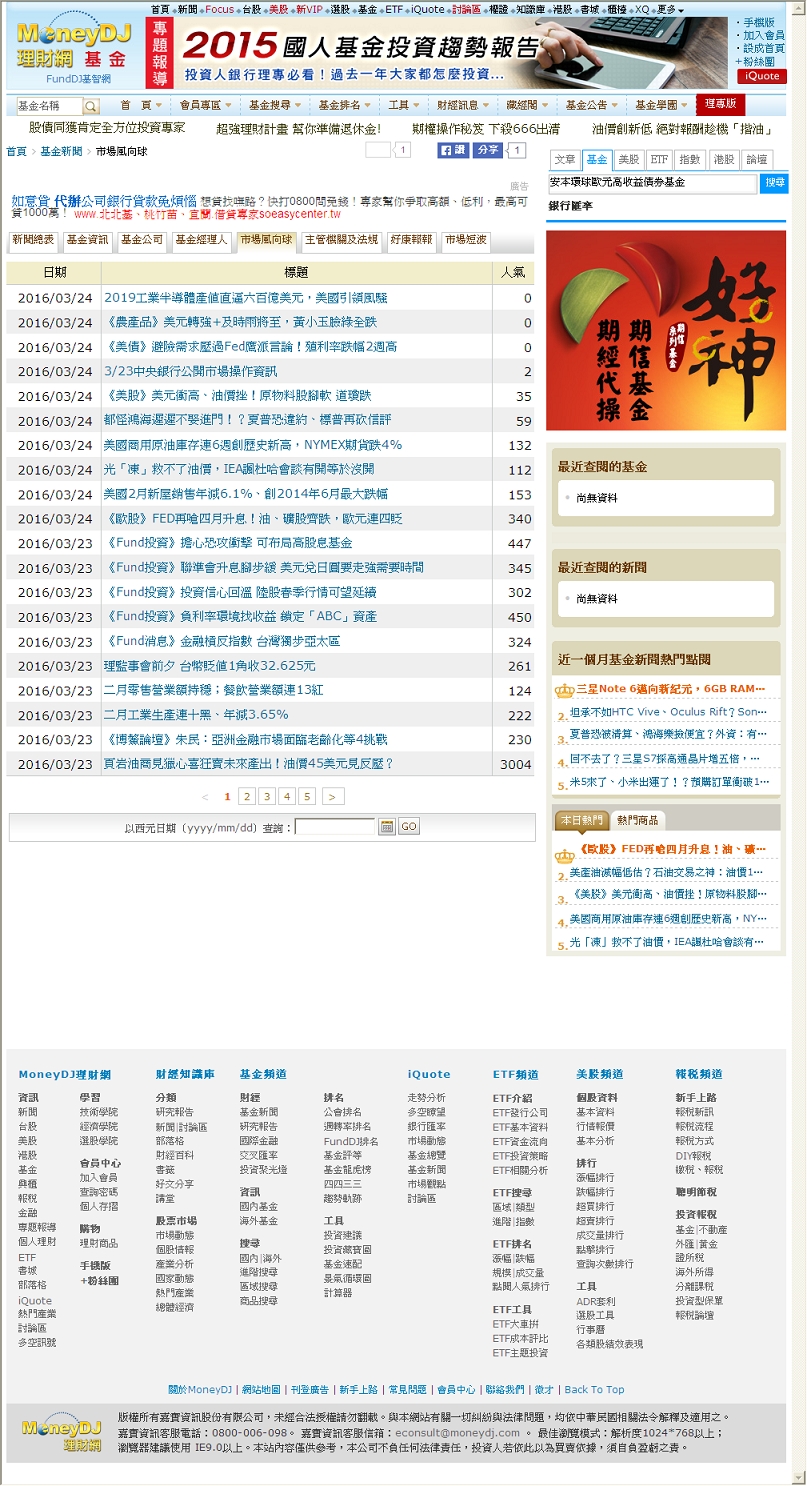 首頁 新聞 Focus 台股 美股 新VIP 選股 基金 ETF iQuote 討論區 權證 知識庫 港股 書城 櫃檯 XQ 更多
MoneyDJ
理財網 基金
FundDJ基智網
專題報導
2015國人基金投資趨勢報告
投資人銀行理專必看！過去一年大家都怎麼投資...
手機版
加入會員
設成首頁
+粉絲團
iQuote
基金名稱 首 頁 會員專區 基金搜尋 基金排名 工具 財經訊息 藏經閣 基金公告 基金學園 理專版
股債同獲肯定全方位投資專家 超強理財計畫 幫你準備退休金! 期權操作秘笈 下殺666出清 油價創新低 絕對報酬趁機「揩油」
首頁 > 基金新聞 > 市場風向球 1 讚 分享 1
文章 基金 美股 ETF 指數 港股 論壇
安本環球歐元高收益債券基金 搜尋
銀行匯率
廣告
如意貸 代辦公司銀行貸款免煩惱 想貸找嘸路？快打0800問免錢！專家幫你爭取高額、低利，最高可
貸1000萬！ www.北北基、桃竹苗、宜蘭.借貸專家soeasycenter.tw
新聞總表 基金資訊 基金公司 基金經理人 市場風向球 主管機關及法規 好康報報 市場短波
日期 標題 人氣
2016/03/24 2019工業半導體產值直逼六百億美元，美國引領風騷 0
2016/03/24 《農產品》美元轉強+及時雨將至，黃小玉臉綠全跌 0
2016/03/24 《美債》避險需求壓過Fed鷹派言論！殖利率跌幅2週高 0
2016/03/24 3/23中央銀行公開市場操作資訊 2
2016/03/24 《美股》美元衝高、油價挫！原物料股腳軟 道瓊跌 35
2016/03/24 都怪鴻海遲遲不娶進門！？夏普恐違約、標普再砍信評 59
2016/03/24 美國商用原油庫存連6週創歷史新高，NYMEX期貨跌4% 132
2016/03/24 光「凍」救不了油價，IEA諷杜哈會談有開等於沒開 112
2016/03/24 美國2月新屋銷售年減6.1%、創2014年6月最大跌幅 153
2016/03/24 《歐股》FED再嗆四月升息！油、礦股齊跌，歐元連四貶 340
2016/03/23 《Fund投資》擔心恐攻衝擊 可布局高股息基金 447
2016/03/23 《Fund投資》聯準會升息腳步緩 美元兌日圓要走強需要時間 345
2016/03/23 《Fund投資》投資信心回溫 陸股春季行情可望延續 302
2016/03/23 《Fund投資》負利率環境找收益 鎖定「ABC」資產 450
2016/03/23 《Fund消息》金融槓反指數 台灣獨步亞太區 324
2016/03/23 理監事會前夕 台幣貶值1角收32.625元 261
2016/03/23 二月零售營業額持穩；餐飲營業額連13紅 124
2016/03/23 二月工業生產連十黑、年減3.65% 222
2016/03/23 《博鰲論壇》朱民：亞洲金融市場面臨老齡化等4挑戰 230
2016/03/23 頁岩油商見獵心喜狂賣未來產出！油價45美元見反壓？ 3004
< 1 2 3 4 5 >
以西元日期（yyyy/mm/dd）查詢： GO
好神
期信系列基金
期信基金
期經代操
最近查閱的基金
尚無資料
最近查閱的新聞
尚無資料
近一個月基金新聞熱門點閱
三星Note 6邁向新紀元，6GB RAM…
2. 坦承不如HTC Vive、Oculus Rift？Son…
3. 夏普恐被清算、鴻海樂撿便宜？外資：有…
4. 回不去了？三星S7採高通晶片增五倍，…
5. 米5來了、小米出運了！？預購訂單衝破1…
本日熱門 熱門商品
《歐股》FED再嗆四月升息！油、礦…
2. 美產油減幅低估？石油交易之神：油價1…
3. 《美股》美元衝高、油價挫！原物料股腳…
4. 美國商用原油庫存連6週創歷史新高，NY…
5. 光「凍」救不了油價，IEA諷杜哈會談有…
MoneyDJ理財網
資訊
新聞
台股
美股
港股
基金
興櫃
報稅
金融
專題報導
個人理財
ETF
書城
部落格
iQuote
熱門產業
討論區
多空訊號
學習
技術學院
經濟學院
選股學院
會員中心
加入會員
查詢密碼
個人存摺
購物
理財商品
手機版
+粉絲團
財經知識庫
分類
研究報告
新聞|討論區
部落格
財經百科
書籤
好文分享
講堂
股票市場
市場動態
個股情報
產業分析
國家動態
熱門產業
總體經濟
基金頻道
財經
基金新聞
研究報告
國際金融
交叉匯率
投資聚光燈
資訊
國內基金
海外基金
搜尋
國內|海外
進階搜尋
區域搜尋
商品搜尋
排名
公會排名
週轉率排名
FundDJ排名
基金評等
基金龍虎榜
四四三三
趨勢軌跡
工具
投資建議
投資藏寶圖
基金速配
景氣循環圖
計算器
iQuote
走勢分析
多空瞭望
銀行匯率
市場動態
基金總覽
基金新聞
市場觀點
討論區
ETF頻道
ETF介紹
ETF發行公司
ETF基本資料
ETF資金流向
ETF投資策略
ETF相關分析
ETF搜尋
區域|類型
進階|指數
ETF排名
漲幅|跌幅
規模|成交量
點閱人氣排行
ETF工具
ETF大車拚
ETF成本評比
ETF主題投資
美股頻道
個股資料
基本資料
行情報價
基本分析
排行
漲幅排行
跌幅排行
超買排行
超賣排行
成交量排行
點擊排行
查詢次數排行
工具
ADR套利
選股工具
行事曆
各類股績效表現
報稅頻道
新手上路
報稅新訊
報稅流程
報稅方式
DIY報稅
繳稅、報稅
聰明節稅
投資報稅
基金|不動產
外匯|黃金
證所稅
海外所得
分離課稅
投資型保單
報稅論壇
關於MoneyDJ | 網站地圖 | 刊登廣告 | 新手上路 | 常見問題 | 會員中心 | 聯絡我們 | 徵才 | Back To Top
MoneyDJ
理財網
版權所有嘉實資訊股份有限公司，未經合法授權請勿翻載。與本網站有關一切糾紛與法律問題，均依中華民國相關法令解釋及適用之。
嘉實資訊客服電話：0800-006-098。 嘉實資訊客服信箱：econsult@moneydj.com 。 最佳瀏覽模式：解析度1024*768以上；
瀏覽器建議使用 IE9.0以上。本站內容僅供參考，本公司不負任何法律責任，投資人若依此以為買賣依據，須自負盈虧之責。